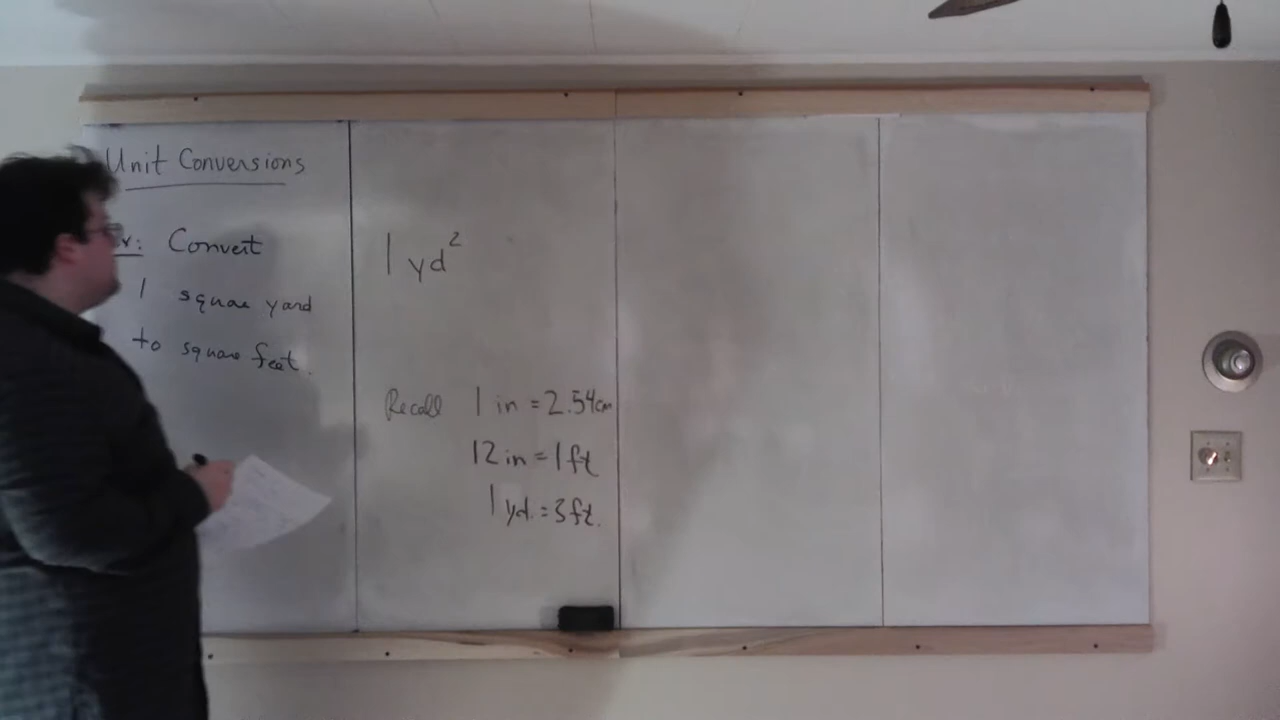 Unit Conversions
Convert
1 square yard
to square feet.
1 yd²
Recall 1 in = 2.54cm
12 in = 1 ft
1 yd. = 3 ft.